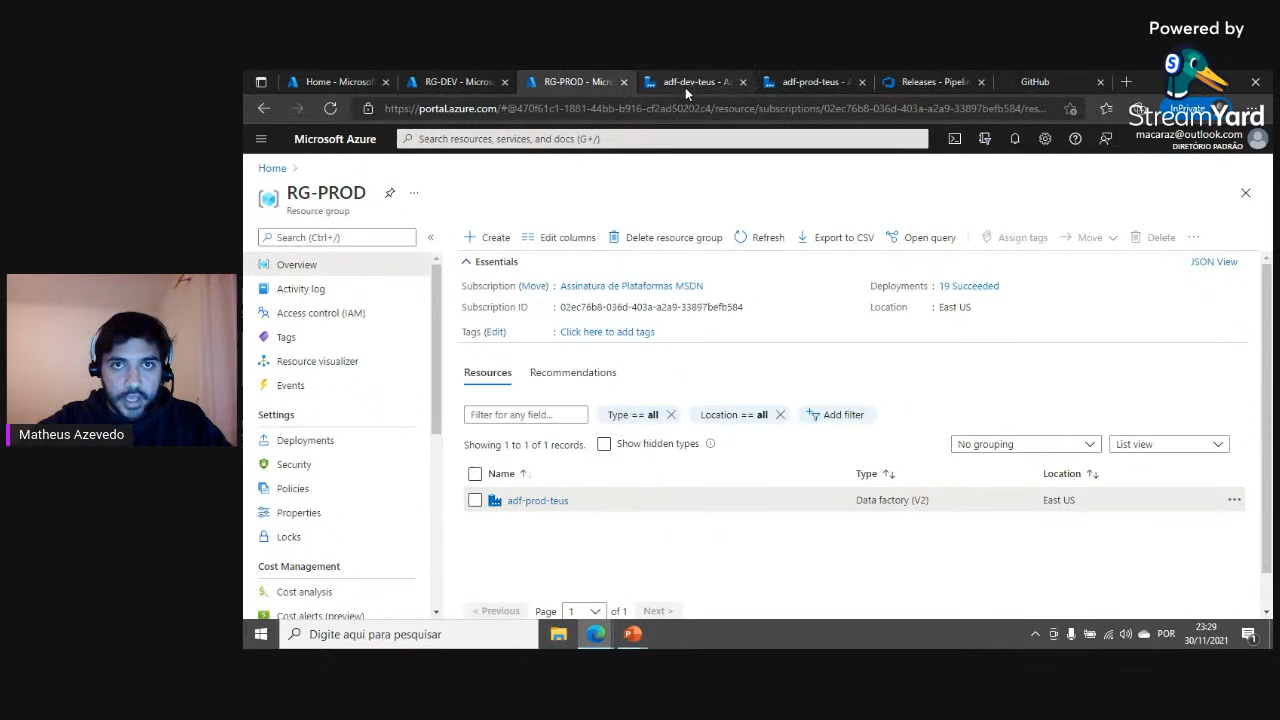 Powered by
StreamYard
Home - Microsof
RG-DEV - Micros
RG-PROD - Micr
adf-dev-teus - A
adf-prod-teus - A
Releases - Pipelin
GitHub
https://portal.azure.com/#@470f61c1-1881-44bb-b916-cf2ad50202c4/resource/subscriptions/02ec76b8-036d-403a-a2a9-33897befb584/res...
InPrivate
Microsoft Azure
Search resources, services, and docs (G+/)
macaraz@outlook.com
DIRETÓRIO PADRÃO
Home
RG-PROD
Resource group
Search (Ctrl+/)
Overview
Activity log
Access control (IAM)
Tags
Resource visualizer
Events
Settings
Deployments
Security
Policies
Properties
Locks
Cost Management
Cost analysis
Cost alerts (preview)
Create
Edit columns
Delete resource group
Refresh
Export to CSV
Open query
Assign tags
Move
Delete
Essentials
JSON View
Subscription (Move) : Assinatura de Plataformas MSDN
Deployments : 19 Succeeded
Subscription ID : 02ec76b8-036d-403a-a2a9-33897befb584
Location : East US
Tags (Edit) : Click here to add tags
Resources Recommendations
Filter for any field...
Type == all
Location == all
Add filter
Showing 1 to 1 of 1 records.
Show hidden types
No grouping
List view
Name
Type
Location
adf-prod-teus
Data factory (V2)
East US
< Previous Page 1 of 1 Next >
Matheus Azevedo
Digite aqui para pesquisar
POR
23:29
30/11/2021
1